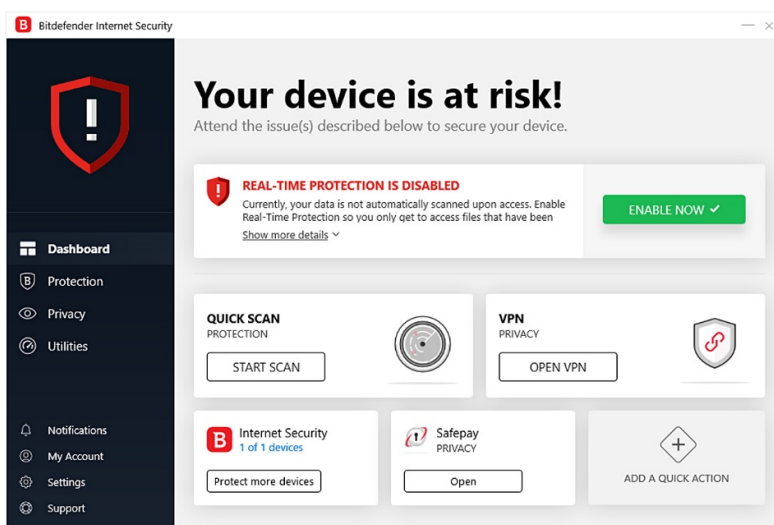 Bitdefender Internet Security
Your device is at risk!
Attend the issue(s) described below to secure your device.
REAL-TIME PROTECTION IS DISABLED
Currently, your data is not automatically scanned upon access. Enable
Real-Time Protection so you only get to access files that have been
Show more details
ENABLE NOW
Dashboard
Protection
Privacy
Utilities
Notifications
My Account
Settings
Support
QUICK SCAN
PROTECTION
START SCAN
VPN
PRIVACY
OPEN VPN
B
Internet Security
1 of 1 devices
Protect more devices
Safepay
PRIVACY
Open
ADD A QUICK ACTION